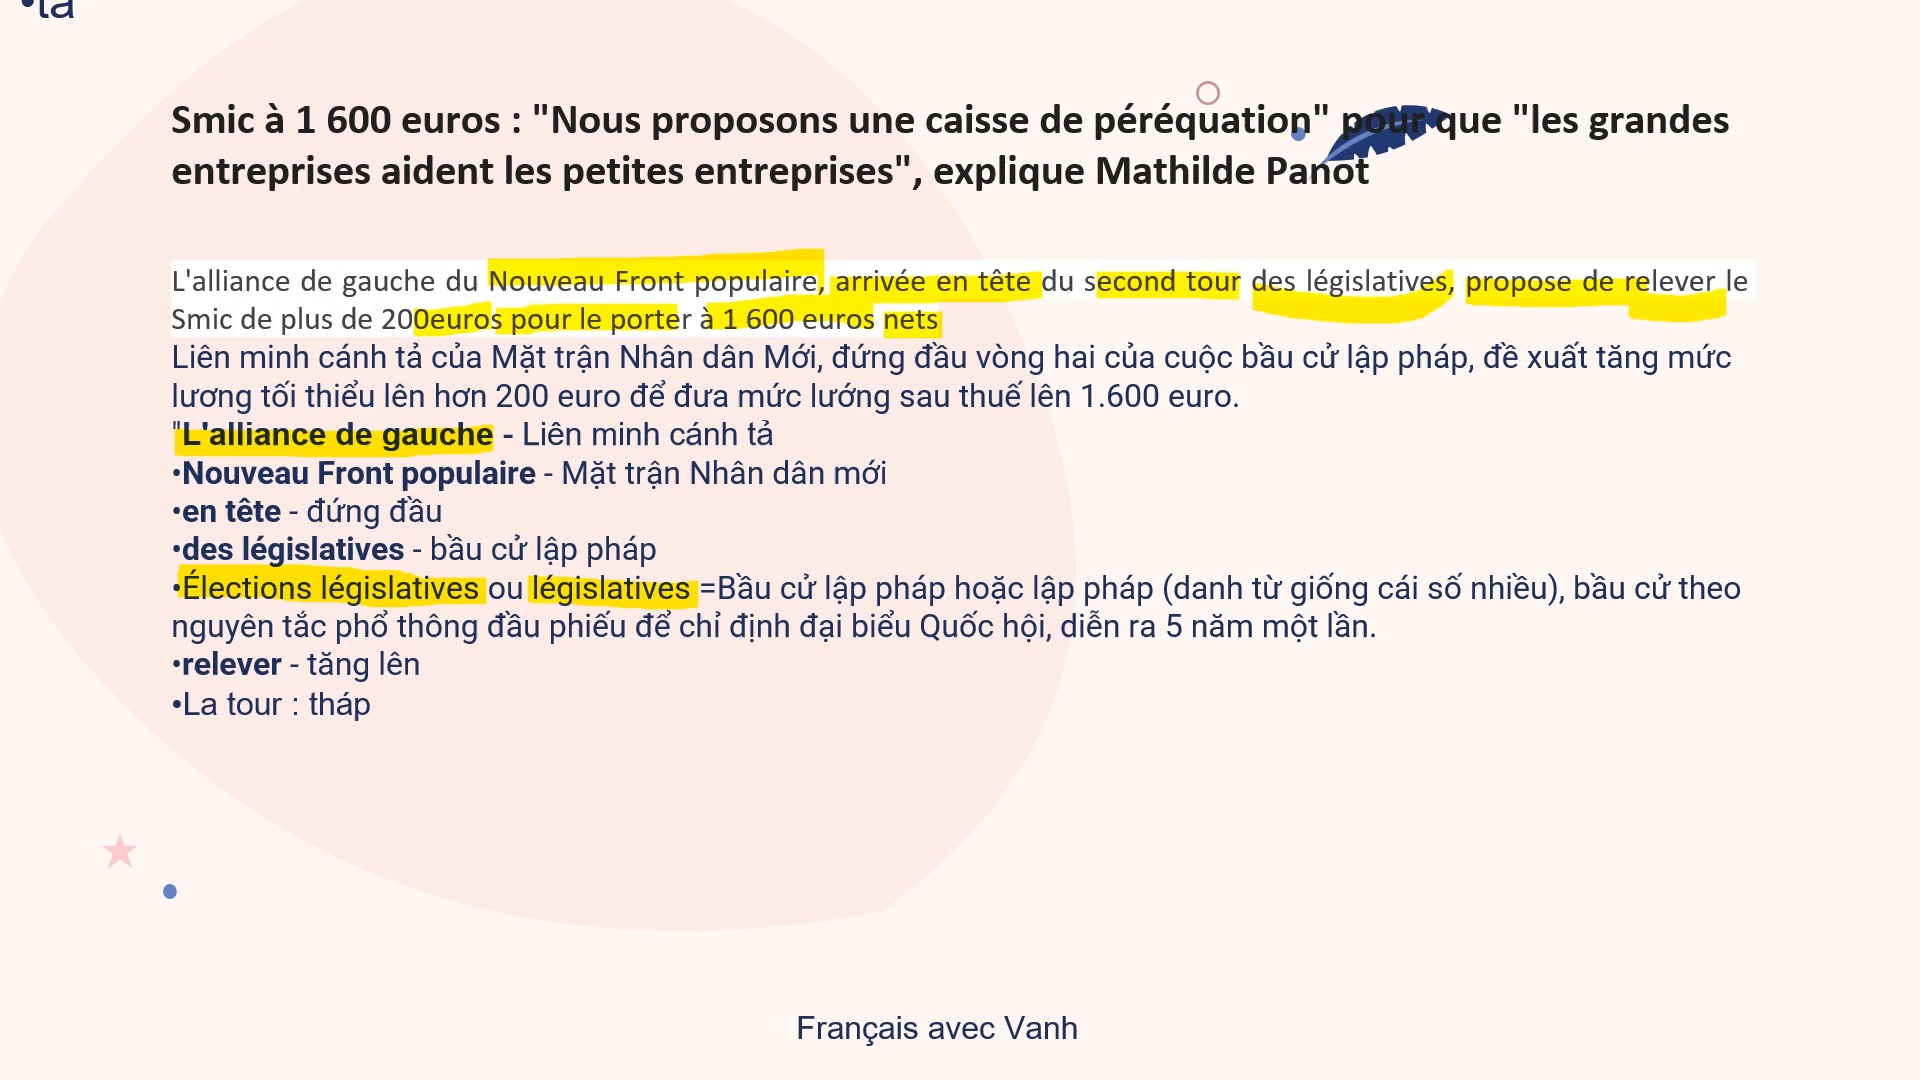 •ta
Smic à 1 600 euros : "Nous proposons une caisse de péréquation" pour que "les grandes
entreprises aident les petites entreprises", explique Mathilde Panot
L'alliance de gauche du Nouveau Front populaire, arrivée en tête du second tour des législatives, propose de relever le
Smic de plus de 200euros pour le porter à 1 600 euros nets
Liên minh cánh tả của Mặt trận Nhân dân Mới, đứng đầu vòng hai của cuộc bầu cử lập pháp, đề xuất tăng mức
lương tối thiểu lên hơn 200 euro để đưa mức lướng sau thuế lên 1.600 euro.
"L'alliance de gauche - Liên minh cánh tả
•Nouveau Front populaire - Mặt trận Nhân dân mới
•en tête - đứng đầu
•des législatives - bầu cử lập pháp
•Élections législatives ou législatives =Bầu cử lập pháp hoặc lập pháp (danh từ giống cái số nhiều), bầu cử theo
nguyên tắc phổ thông đầu phiếu để chỉ định đại biểu Quốc hội, diễn ra 5 năm một lần.
•relever - tăng lên
•La tour : tháp
Français avec Vanh